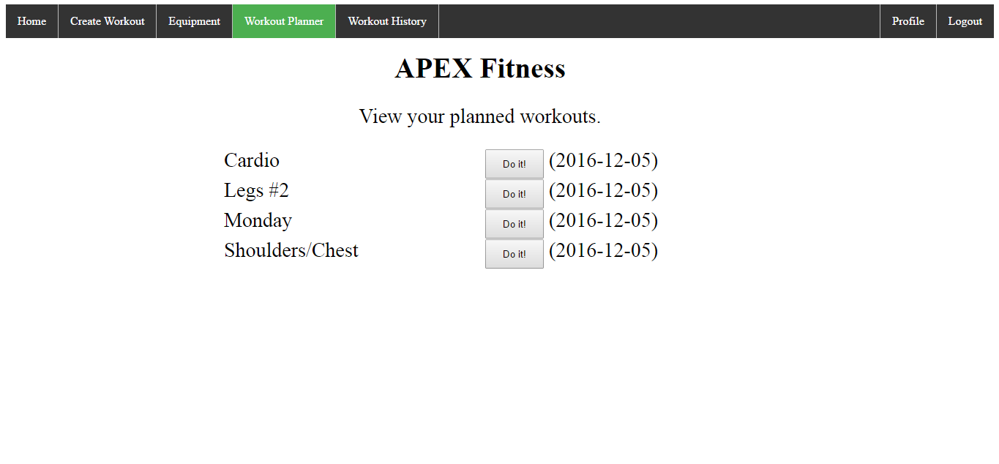 Home Create Workout Equipment Workout Planner Workout History Profile Logout
APEX Fitness
View your planned workouts.
Cardio Do it! (2016-12-05)
Legs #2 Do it! (2016-12-05)
Monday Do it! (2016-12-05)
Shoulders/Chest Do it! (2016-12-05)